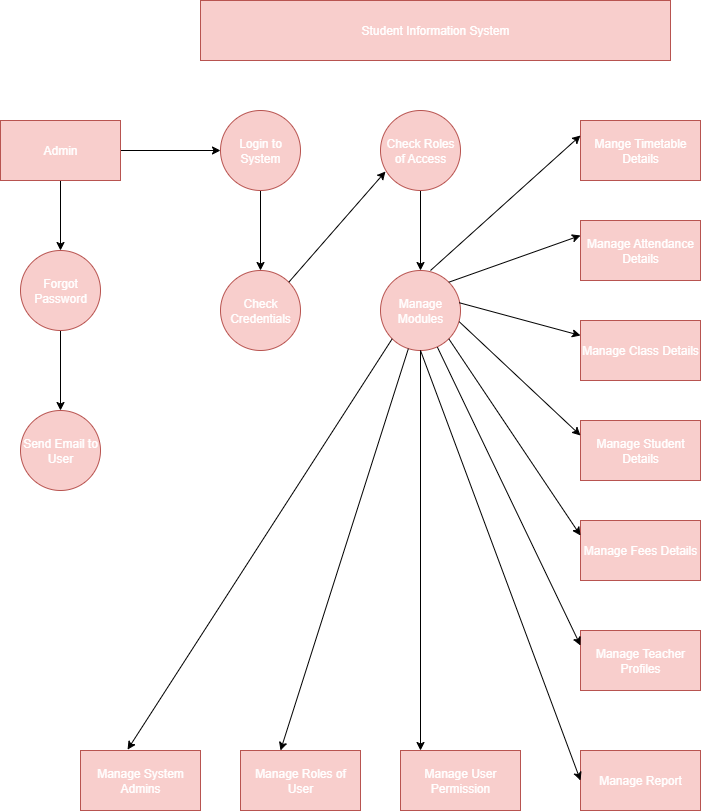 Student Information System
Admin
Login to
System
Check Roles
of Access
Mange Timetable
Details
Manage Attendance
Details
Forgot
Password
Check
Credentials
Manage
Modules
Manage Class Details
Send Email to
User
Manage Student
Details
Manage Fees Details
Manage Teacher
Profiles
Manage System
Admins
Manage Roles of
User
Manage User
Permission
Manage Report